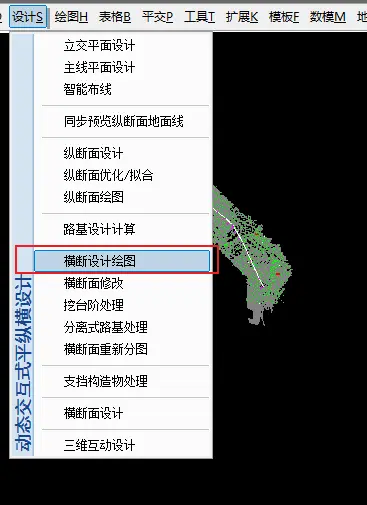 设计S 绘图H 表格B 平交P 工具T 扩展K 模板F 数模M
立交平面设计
主线平面设计
智能布线
同步预览纵断面地面线
纵断面设计
纵断面优化/拟合
纵断面绘图
路基设计计算
横断设计绘图
横断面修改
挖台阶处理
分离式路基处理
横断面重新分图
支挡构造物处理
横断面设计
三维互动设计
动态交互式平纵横设计